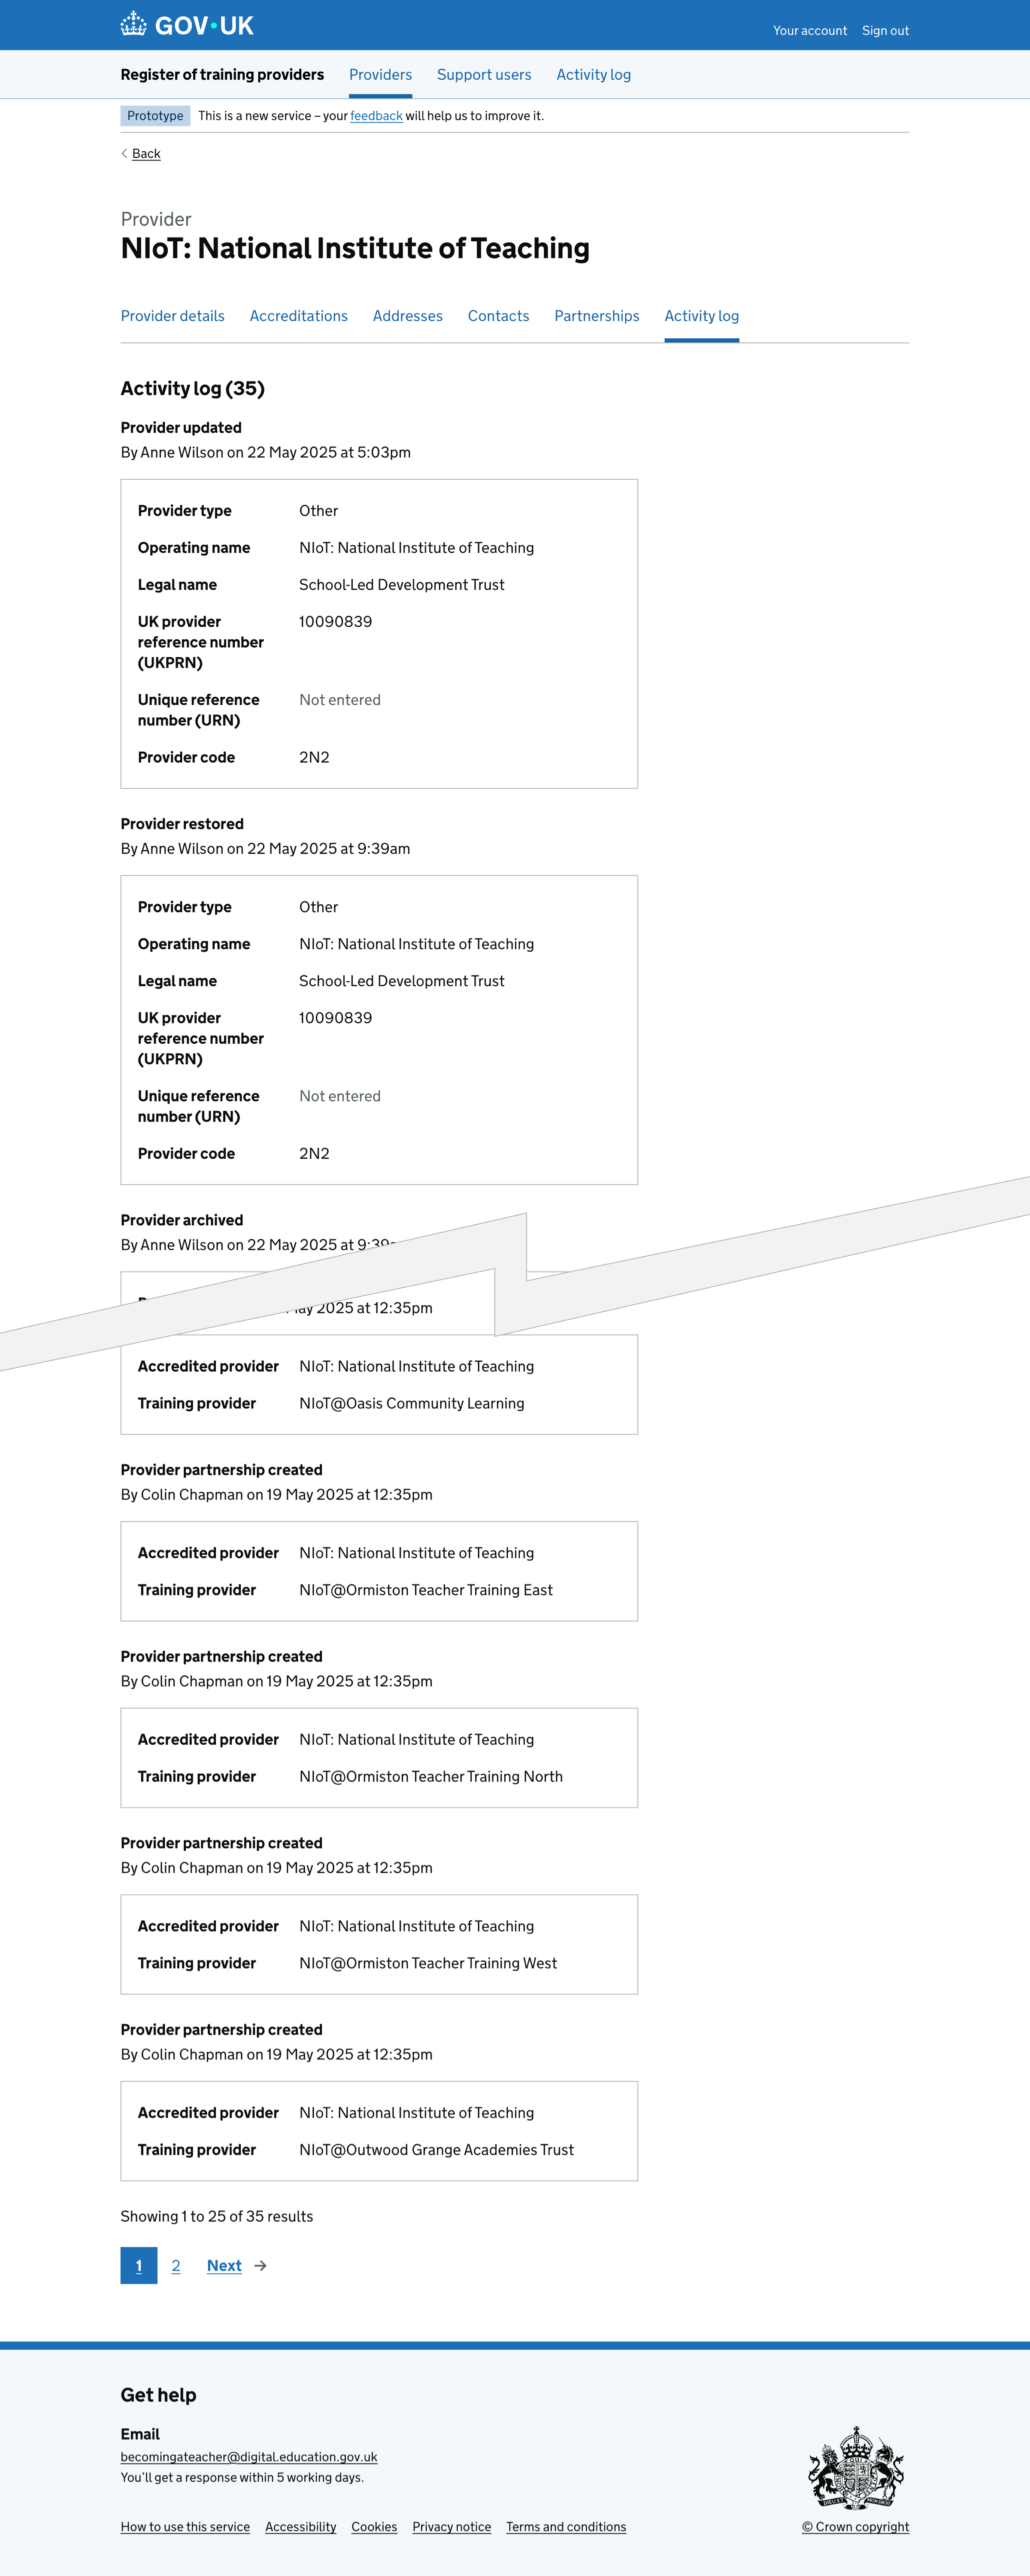 GOV·UK
Your account Sign out
Register of training providers Providers Support users Activity log
Prototype This is a new service – your feedback will help us to improve it.
Back
Provider
NIoT: National Institute of Teaching
Provider details Accreditations Addresses Contacts Partnerships Activity log
Activity log (35)
Provider updated
By Anne Wilson on 22 May 2025 at 5:03pm
Provider type Other
Operating name NIoT: National Institute of Teaching
Legal name School-Led Development Trust
UK provider 10090839
reference number
(UKPRN)
Unique reference Not entered
number (URN)
Provider code 2N2
Provider restored
By Anne Wilson on 22 May 2025 at 9:39am
Provider type Other
Operating name NIoT: National Institute of Teaching
Legal name School-Led Development Trust
UK provider 10090839
reference number
(UKPRN)
Unique reference Not entered
number (URN)
Provider code 2N2
Provider archived
By Anne Wilson on 22 May 2025 at
2025 at 12:35pm
Accredited provider NIoT: National Institute of Teaching
Training provider NIoT@Oasis Community Learning
Provider partnership created
By Colin Chapman on 19 May 2025 at 12:35pm
Accredited provider NIoT: National Institute of Teaching
Training provider NIoT@Ormiston Teacher Training East
Provider partnership created
By Colin Chapman on 19 May 2025 at 12:35pm
Accredited provider NIoT: National Institute of Teaching
Training provider NIoT@Ormiston Teacher Training North
Provider partnership created
By Colin Chapman on 19 May 2025 at 12:35pm
Accredited provider NIoT: National Institute of Teaching
Training provider NIoT@Ormiston Teacher Training West
Provider partnership created
By Colin Chapman on 19 May 2025 at 12:35pm
Accredited provider NIoT: National Institute of Teaching
Training provider NIoT@Outwood Grange Academies Trust
Showing 1 to 25 of 35 results
1 2 Next →
Get help
Email
becomingateacher@digital.education.gov.uk
You'll get a response within 5 working days.
How to use this service Accessibility Cookies Privacy notice Terms and conditions
© Crown copyright